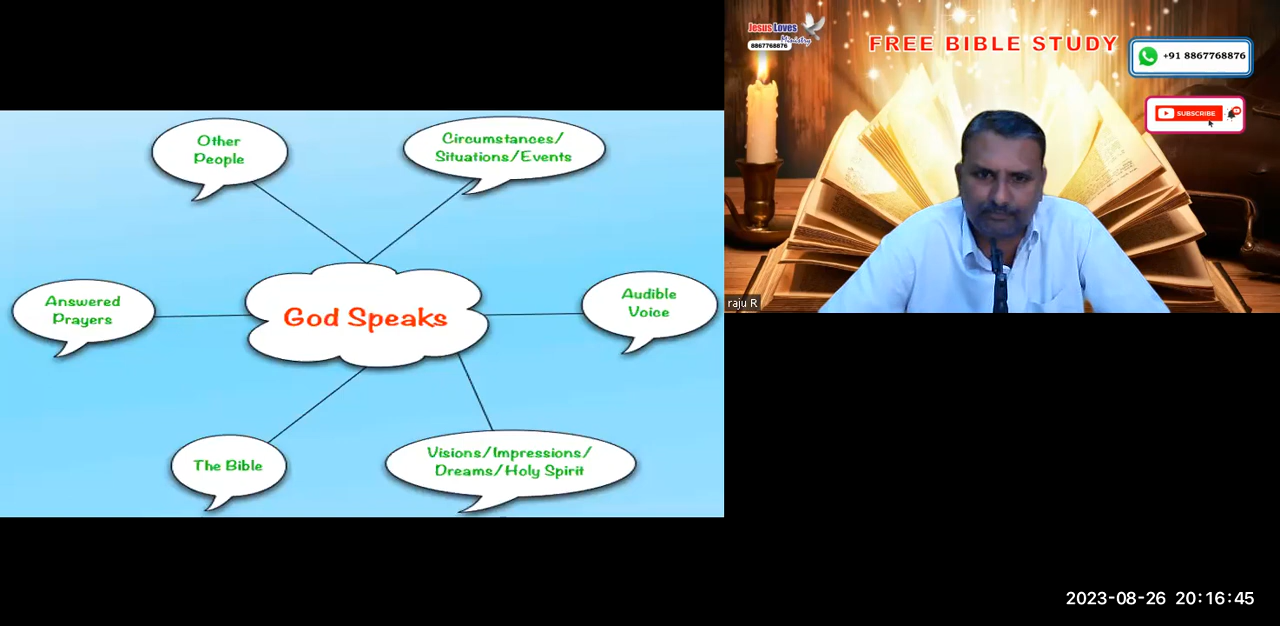 Other
People
Circumstances/
Situations/Events
Answered
Prayers
God Speaks
Audible
Voice
The Bible
Visions/Impressions/
Dreams/Holy Spirit
Jesus Loves
Ministry
8867768876
FREE BIBLE STUDY
+91 8867768876
SUBSCRIBE
raju R
2023-08-26 20:16:45